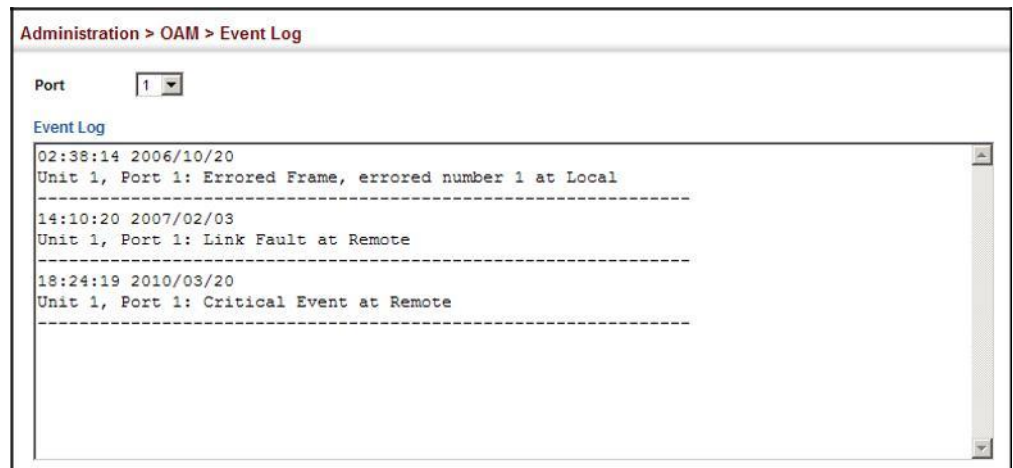 Administration > OAM > Event Log
Port 1
Event Log
02:38:14 2006/10/20
Unit 1, Port 1: Errored Frame, errored number 1 at Local
---------------------------------------------------------------
14:10:20 2007/02/03
Unit 1, Port 1: Link Fault at Remote
---------------------------------------------------------------
18:24:19 2010/03/20
Unit 1, Port 1: Critical Event at Remote
---------------------------------------------------------------